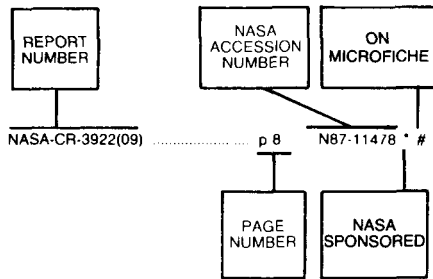 REPORT
NUMBER
NASA
ACCESSION
NUMBER
ON
MICROFICHE
NASA-CR-3922(09) .................... p 8 N87-11478 * #
PAGE
NUMBER
NASA
SPONSORED